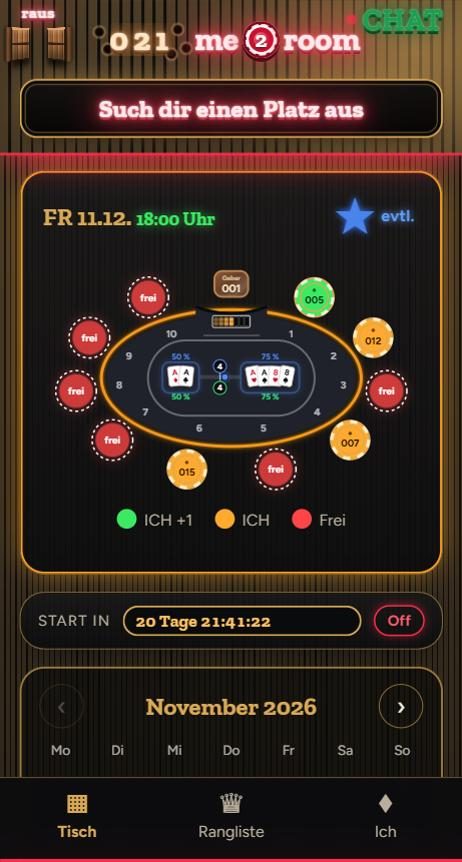 raus
021 me 2 room
CHAT
Such dir einen Platz aus
FR 11.12. 18:00 Uhr
evtl.
001
frei
005
frei
10
1
012
9
2
50 %
75 %
4
frei
8
A A
A A 8 8
3
frei
4
50 %
75 %
7
4
frei
6
5
007
015
frei
ICH +1
ICH
Frei
START IN
20 Tage 21:41:22
Off
‹
November 2026
›
Mo Di Mi Do Fr Sa So
Tisch
Rangliste
Ich